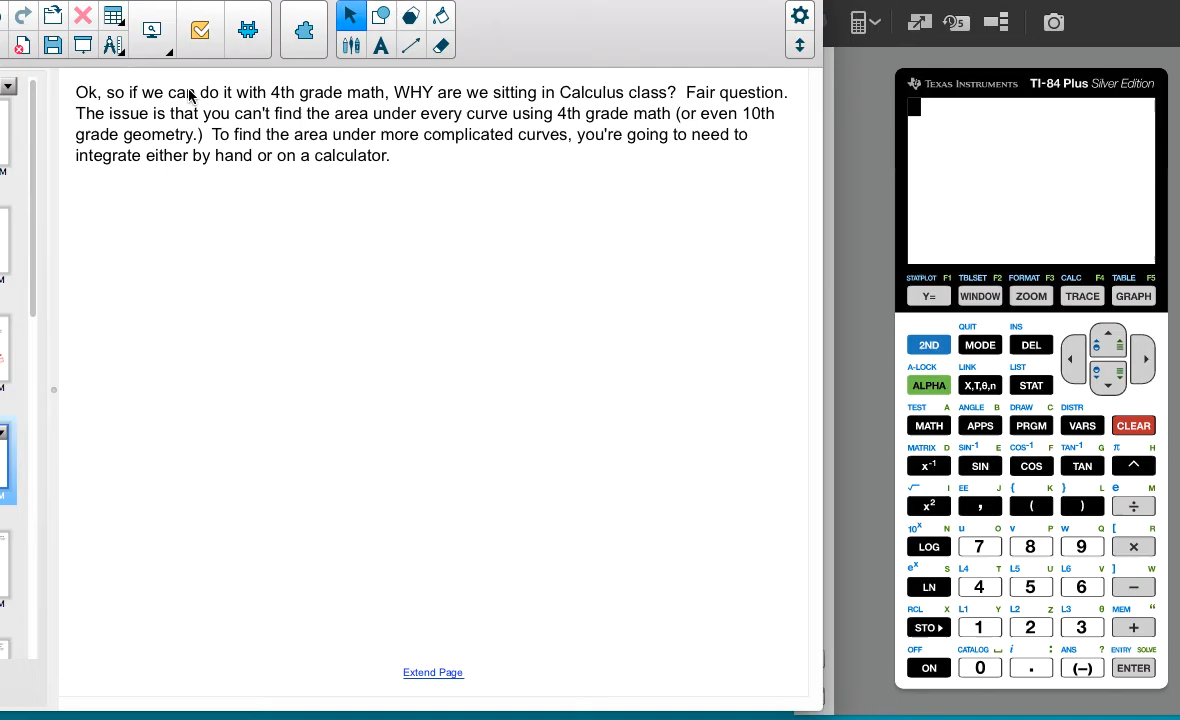 Ok, so if we can do it with 4th grade math, WHY are we sitting in Calculus class?  Fair question.
The issue is that you can't find the area under every curve using 4th grade math (or even 10th
grade geometry.)  To find the area under more complicated curves, you're going to need to
integrate either by hand or on a calculator.
Extend Page
TEXAS INSTRUMENTS TI-84 Plus Silver Edition
STATPLOT F1 TBLSET F2 FORMAT F3 CALC F4 TABLE F5
Y= WINDOW ZOOM TRACE GRAPH
QUIT INS
2ND MODE DEL
A-LOCK LINK LIST
ALPHA X,T,θ,n STAT
TEST A ANGLE B DRAW C DISTR
MATH APPS PRGM VARS CLEAR
MATRIX D SIN⁻¹ E COS⁻¹ F TAN⁻¹ G π H
x⁻¹ SIN COS TAN ^
√ I EE J { K } L e M
x² , ( ) ÷
10ˣ N u O v P w Q [ R
LOG 7 8 9 ×
eˣ S L4 T L5 U L6 V ] W
LN 4 5 6 −
RCL X L1 Y L2 Z L3 θ MEM "
STO▸ 1 2 3 +
OFF CATALOG ⎵ i : ANS ? ENTRY SOLVE
ON 0 . (−) ENTER